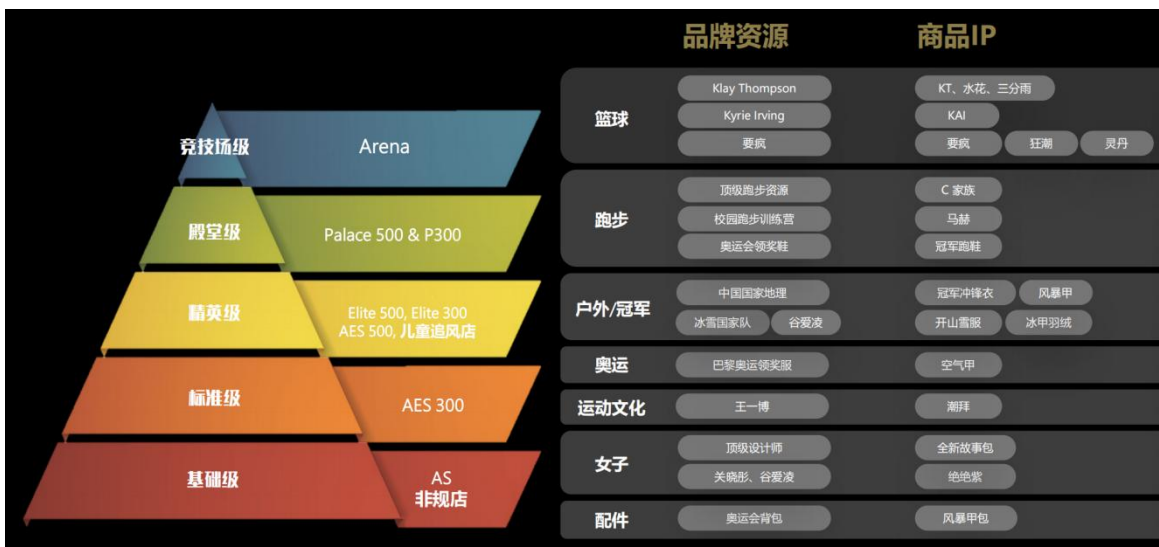 品牌资源
商品IP
竞技场级
Arena
殿堂级
Palace 500 & P300
精英级
Elite 500, Elite 300
AES 500, 儿童追风店
标准级
AES 300
基础级
AS
非规店
篮球
Klay Thompson
KT、水花、三分雨
Kyrie Irving
KAI
要疯
要疯
狂潮
灵丹
跑步
顶级跑步资源
C 家族
校园跑步训练营
马赫
奥运会领奖鞋
冠军跑鞋
户外/冠军
中国国家地理
冠军冲锋衣
风暴甲
冰雪国家队
谷爱凌
开山雪服
冰甲羽绒
奥运
巴黎奥运领奖服
空气甲
运动文化
王一博
潮拜
女子
顶级设计师
全新故事包
关晓彤、谷爱凌
绝绝紫
配件
奥运会背包
风暴甲包